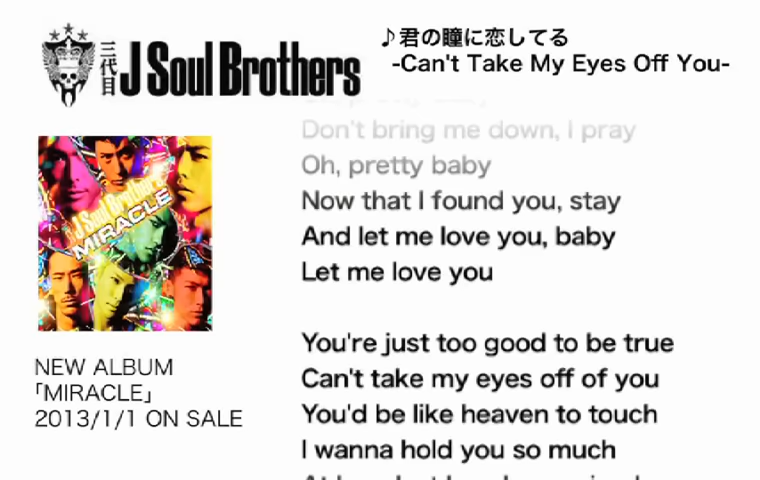 三代目 J Soul Brothers
♪君の瞳に恋してる
-Can't Take My Eyes Off You-
Don't bring me down, I pray
Oh, pretty baby
Now that I found you, stay
And let me love you, baby
Let me love you
You're just too good to be true
Can't take my eyes off of you
You'd be like heaven to touch
I wanna hold you so much
J Soul Brothers
MIRACLE
NEW ALBUM
「MIRACLE」
2013/1/1 ON SALE